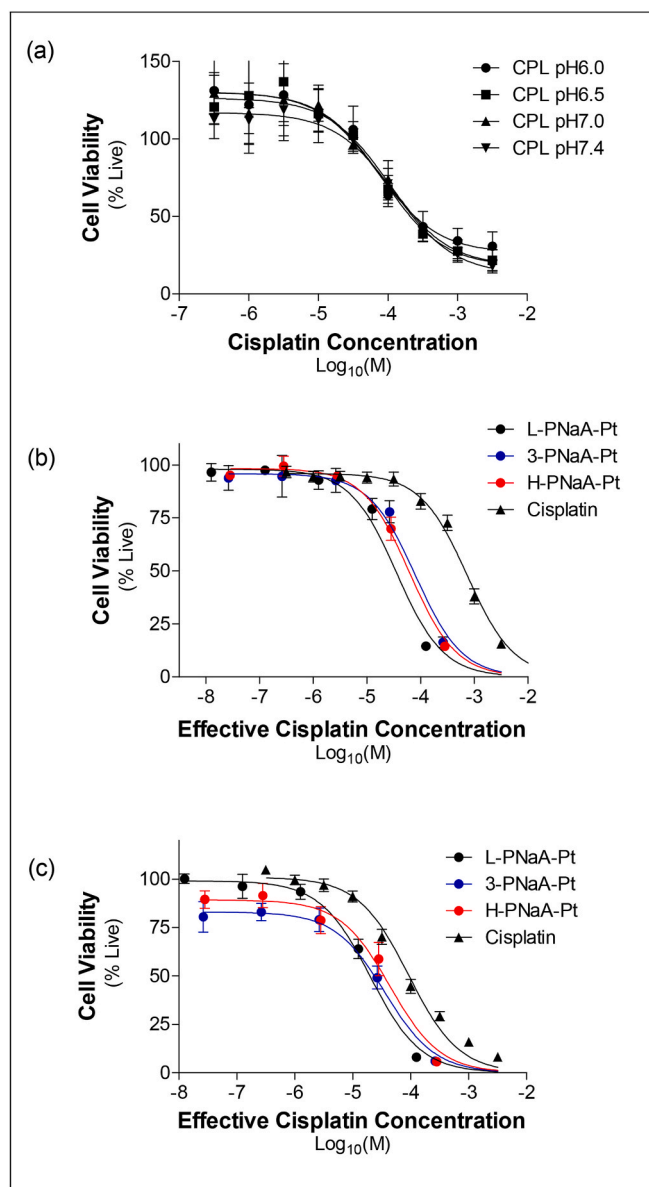 (a)
CPL pH6.0
CPL pH6.5
CPL pH7.0
CPL pH7.4
Cell Viability
(% Live)
150
100
50
0
-7 -6 -5 -4 -3 -2
Cisplatin Concentration
Log10(M)
(b)
L-PNaA-Pt
3-PNaA-Pt
H-PNaA-Pt
Cisplatin
Cell Viability
(% Live)
100
75
50
25
0
-8 -7 -6 -5 -4 -3 -2
Effective Cisplatin Concentration
Log10(M)
(c)
L-PNaA-Pt
3-PNaA-Pt
H-PNaA-Pt
Cisplatin
Cell Viability
(% Live)
100
75
50
25
0
-8 -7 -6 -5 -4 -3 -2
Effective Cisplatin Concentration
Log10(M)